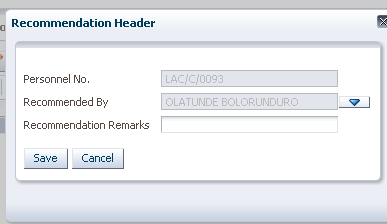 Recommendation Header
Personnel No. LAC/C/0093
Recommended By OLATUNDE BOLORUNDURO
Recommendation Remarks
Save Cancel